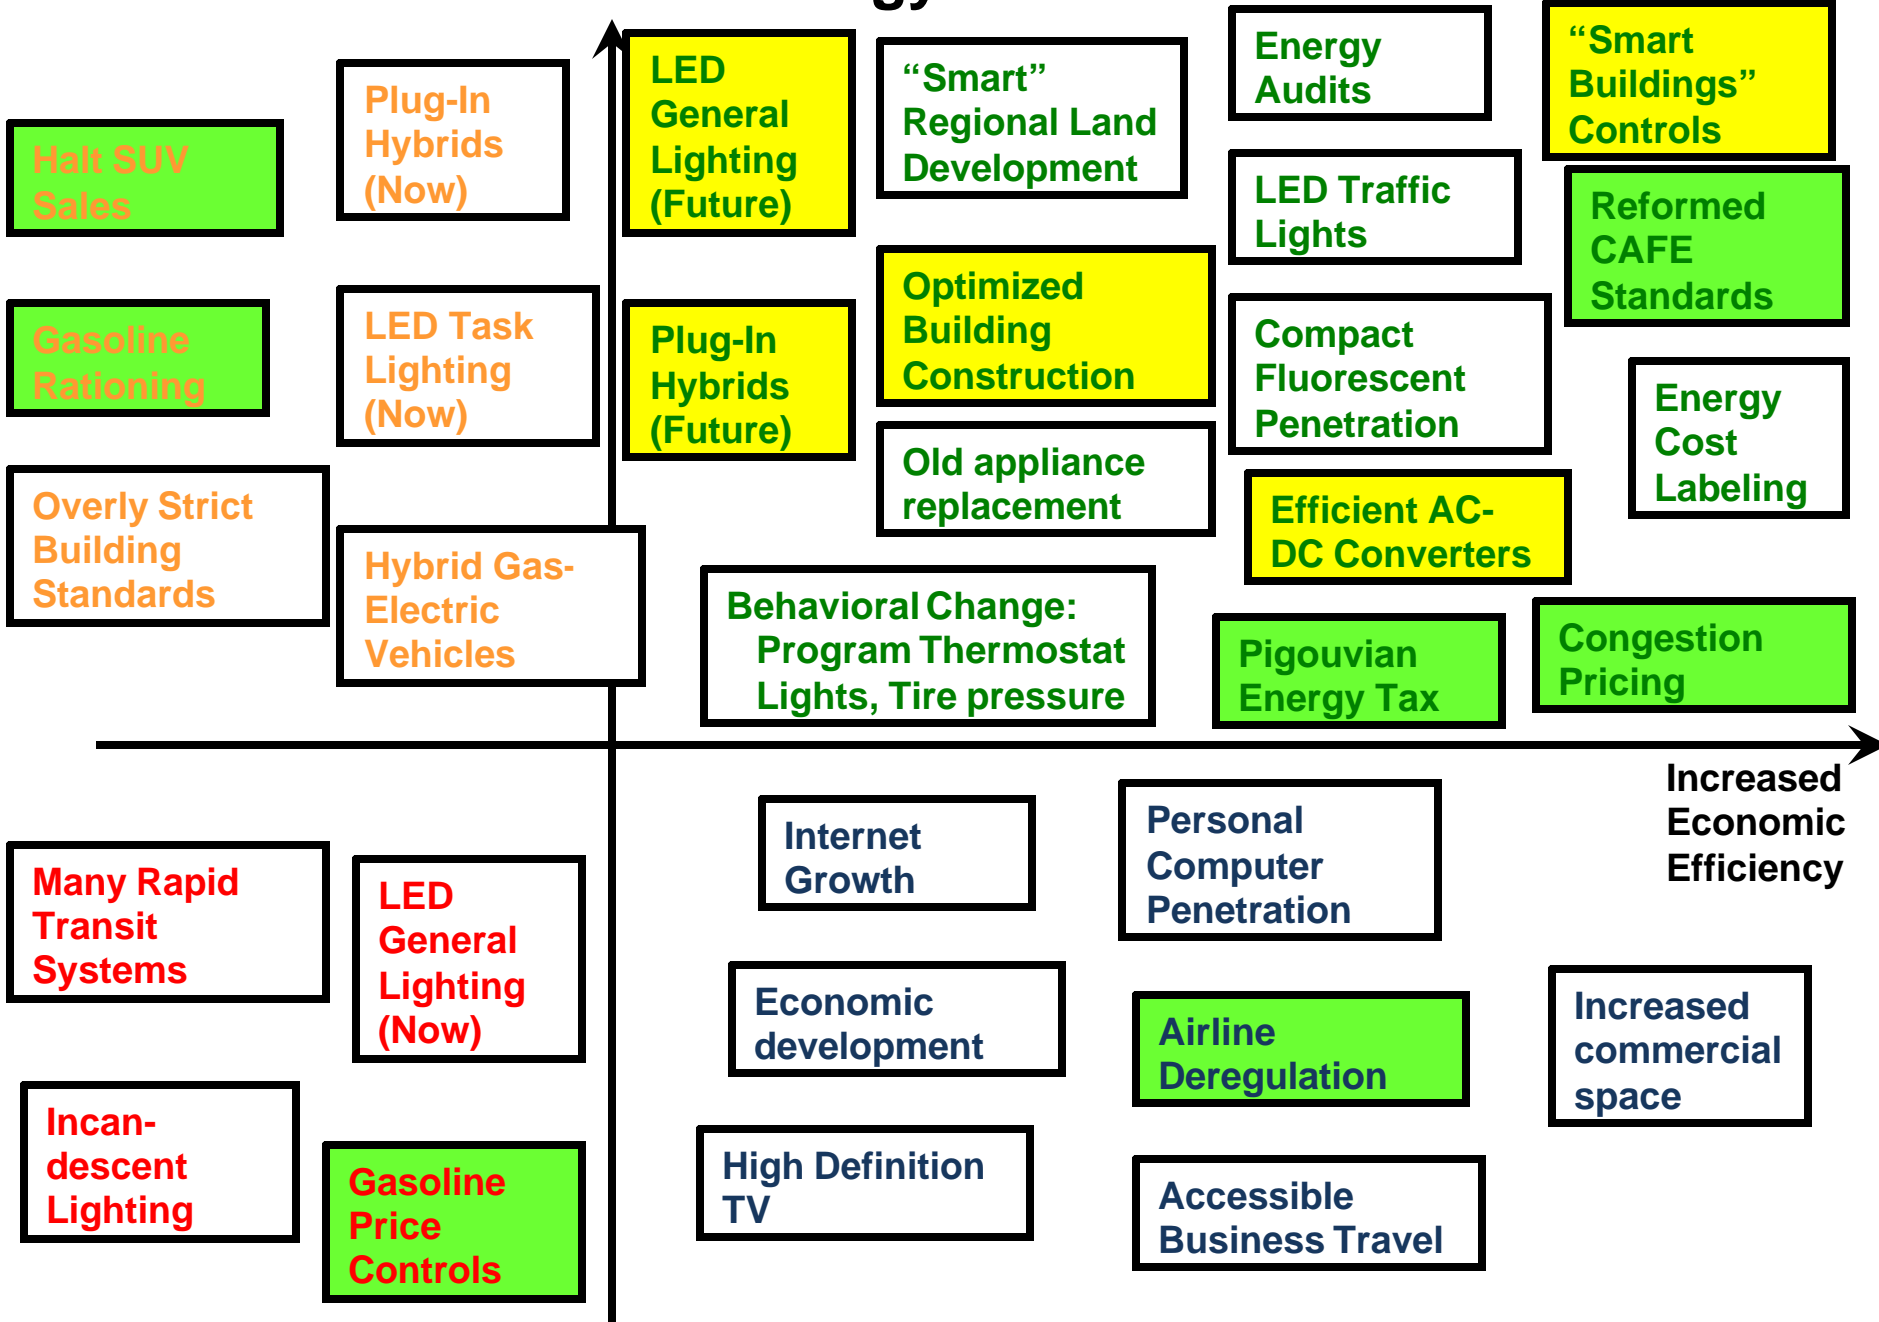 Energy
Audits
“Smart
Buildings”
Controls
LED
General
Lighting
(Future)
“Smart”
Regional Land
Development
Plug-In
Hybrids
(Now)
Halt SUV
Sales
LED Traffic
Lights
Reformed
CAFE
Standards
Optimized
Building
Construction
Gasoline
Rationing
LED Task
Lighting
(Now)
Plug-In
Hybrids
(Future)
Compact
Fluorescent
Penetration
Energy
Cost
Labeling
Old appliance
replacement
Overly Strict
Building
Standards
Efficient AC-
DC Converters
Hybrid Gas-
Electric
Vehicles
Behavioral Change:
Program Thermostat
Lights, Tire pressure
Pigouvian
Energy Tax
Congestion
Pricing
Increased
Economic
Efficiency
Internet
Growth
Personal
Computer
Penetration
Many Rapid
Transit
Systems
LED
General
Lighting
(Now)
Economic
development
Airline
Deregulation
Increased
commercial
space
Incan-
descent
Lighting
Gasoline
Price
Controls
High Definition
TV
Accessible
Business Travel